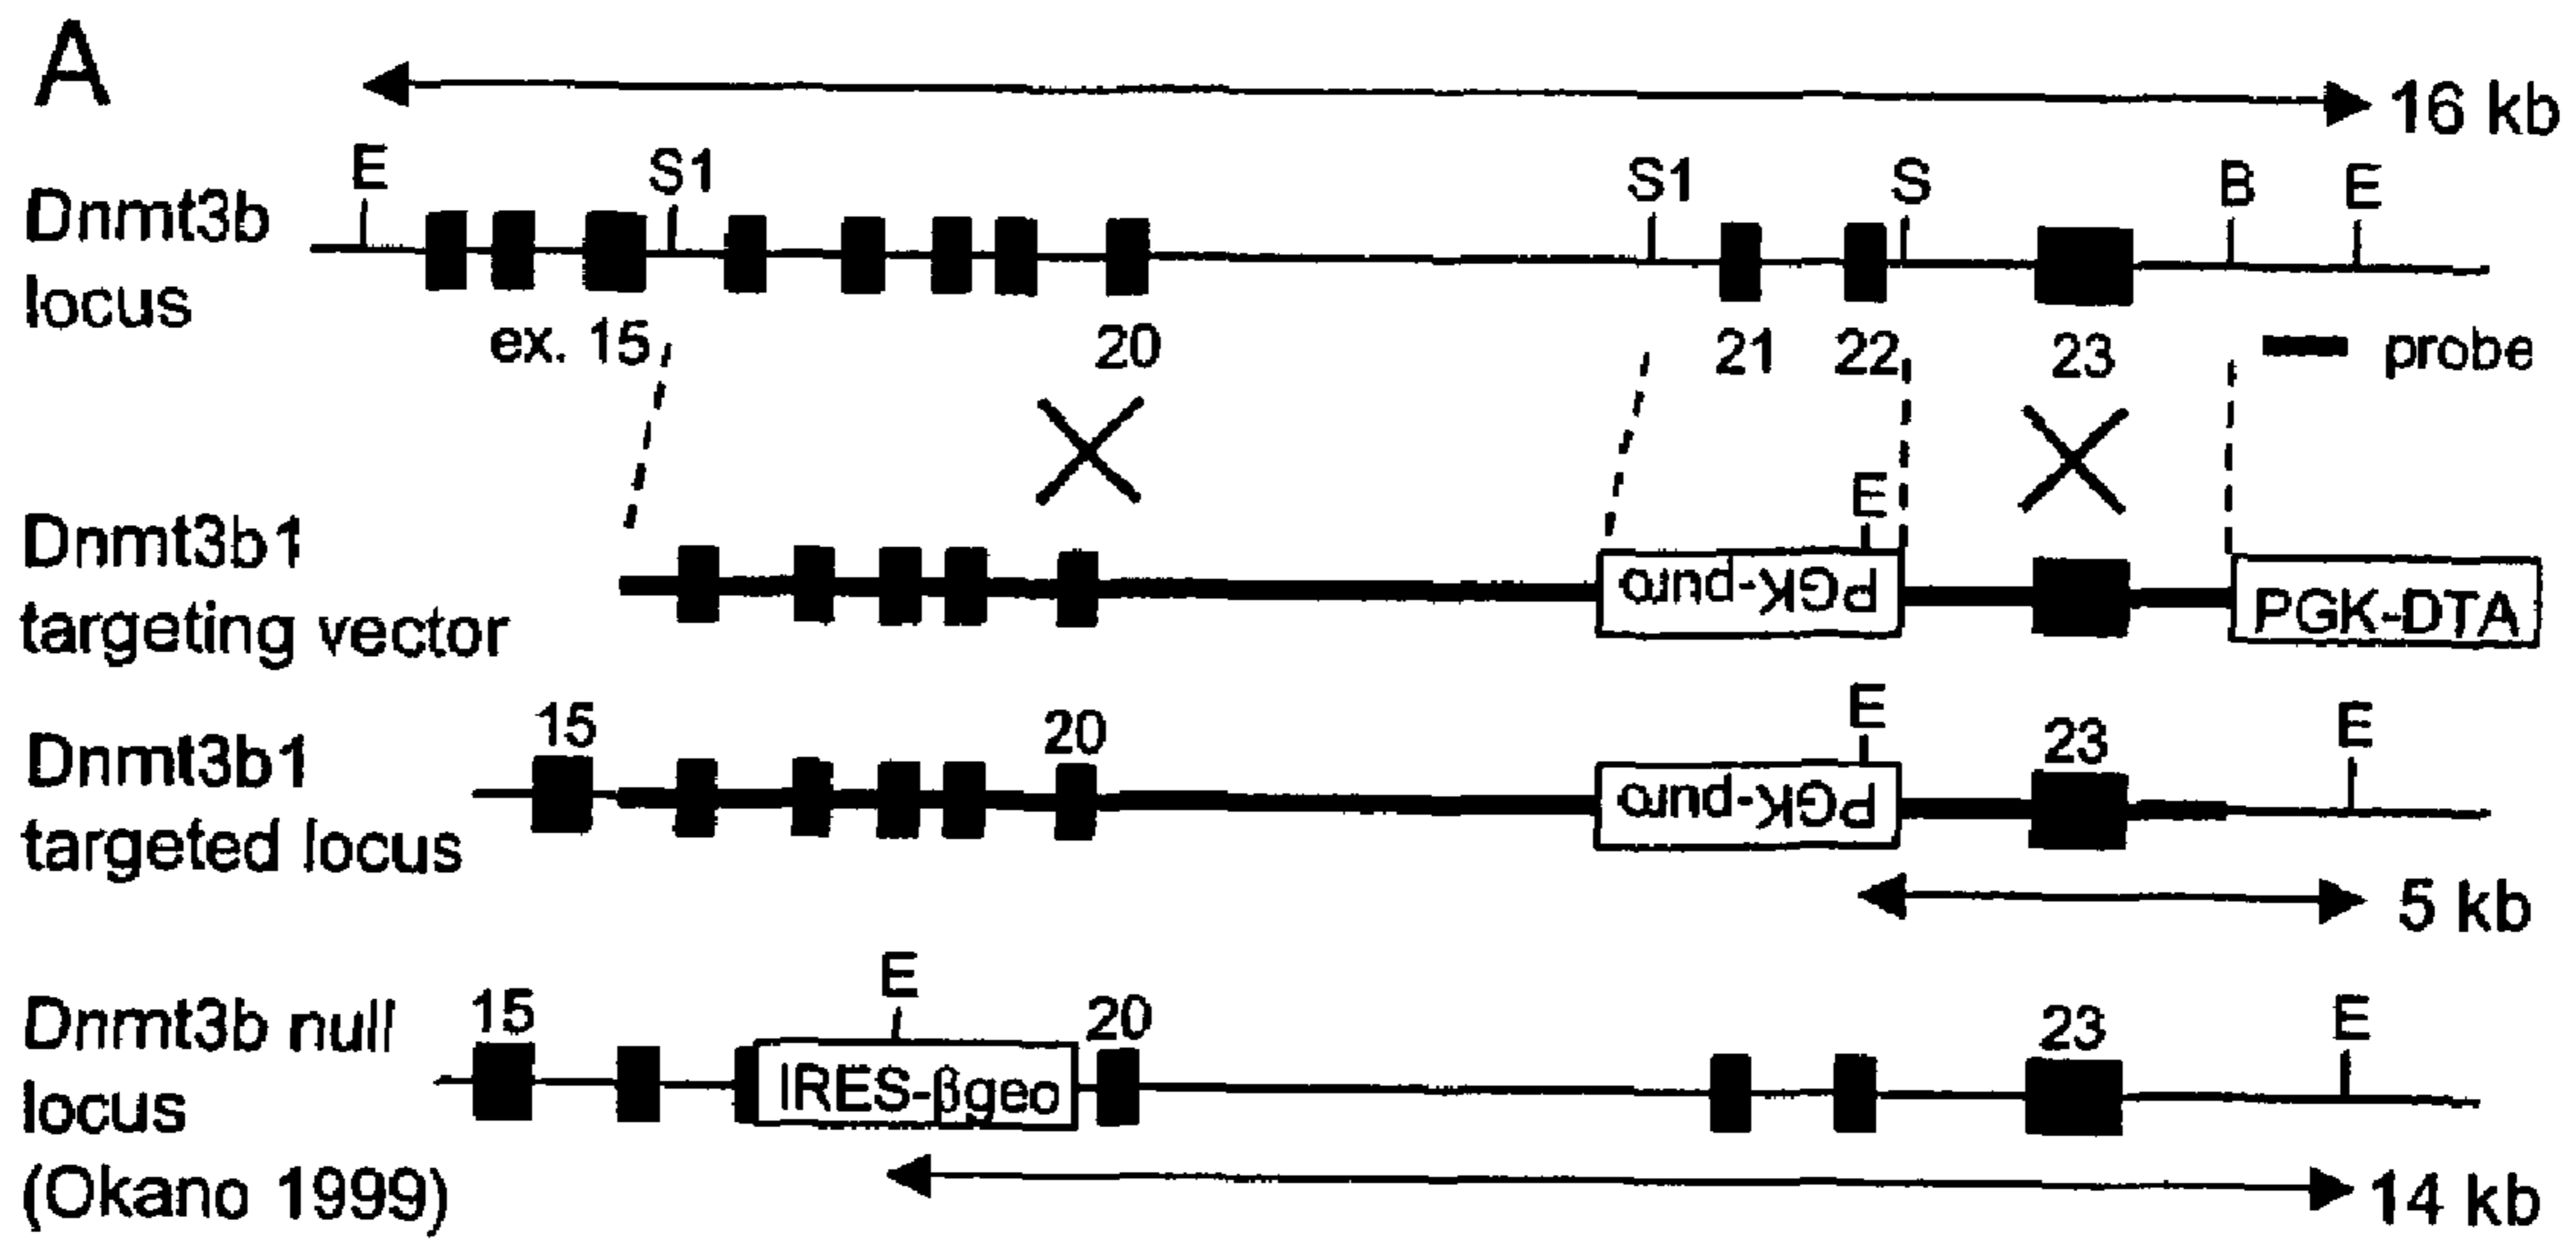 A
16 kb
E S1 S1 S B E
Dnmt3b
locus
ex. 15 20 21 22 23 probe
E
Dnmt3b1
targeting vector
PGK-puro PGK-DTA
15 20 E 23 E
Dnmt3b1
targeted locus
PGK-puro
5 kb
E
15 20 23 E
Dnmt3b null
locus
(Okano 1999)
IRES-βgeo
14 kb